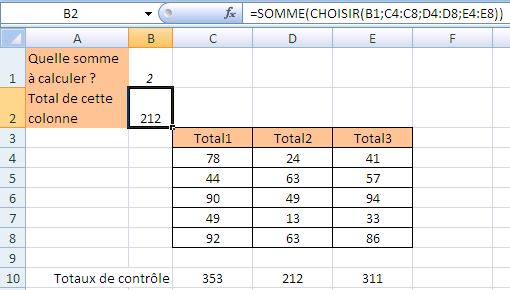 B2 fx =SOMME(CHOISIR(B1;C4:C8;D4:D8;E4:E8))
A B C D E F G
1 Quelle somme
à calculer ? 2
2 Total de cette
colonne 212
3 Total1 Total2 Total3
4 78 24 41
5 44 63 57
6 90 49 94
7 49 13 33
8 92 63 86
9
10 Totaux de contrôle 353 212 311